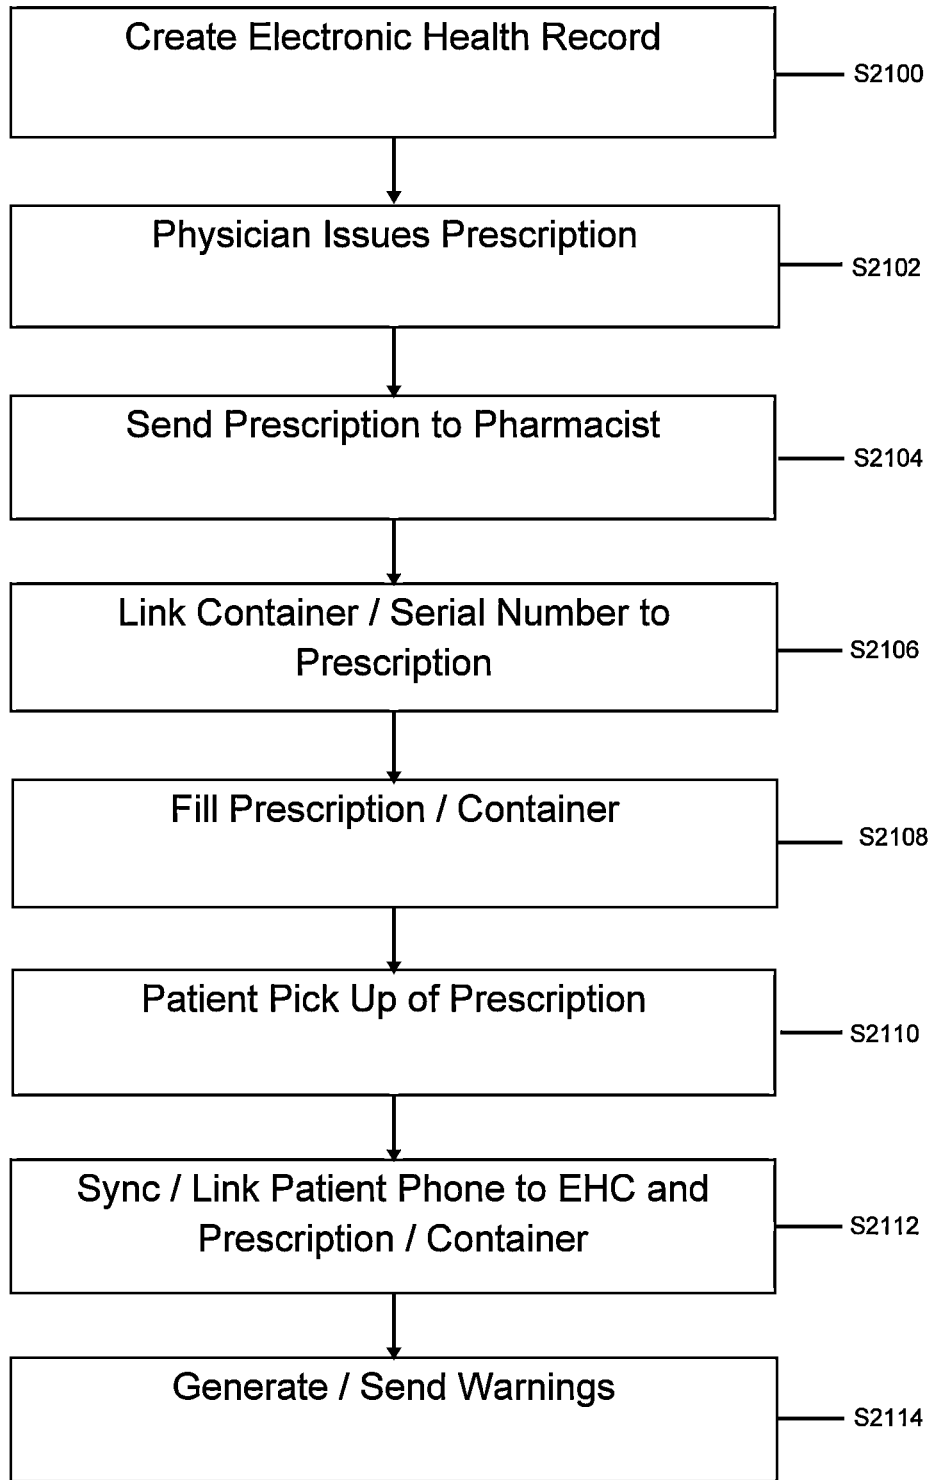 Create Electronic Health Record
S2100
Physician Issues Prescription
S2102
Send Prescription to Pharmacist
S2104
Link Container / Serial Number to
Prescription
S2106
Fill Prescription / Container
S2108
Patient Pick Up of Prescription
S2110
Sync / Link Patient Phone to EHC and
Prescription / Container
S2112
Generate / Send Warnings
S2114